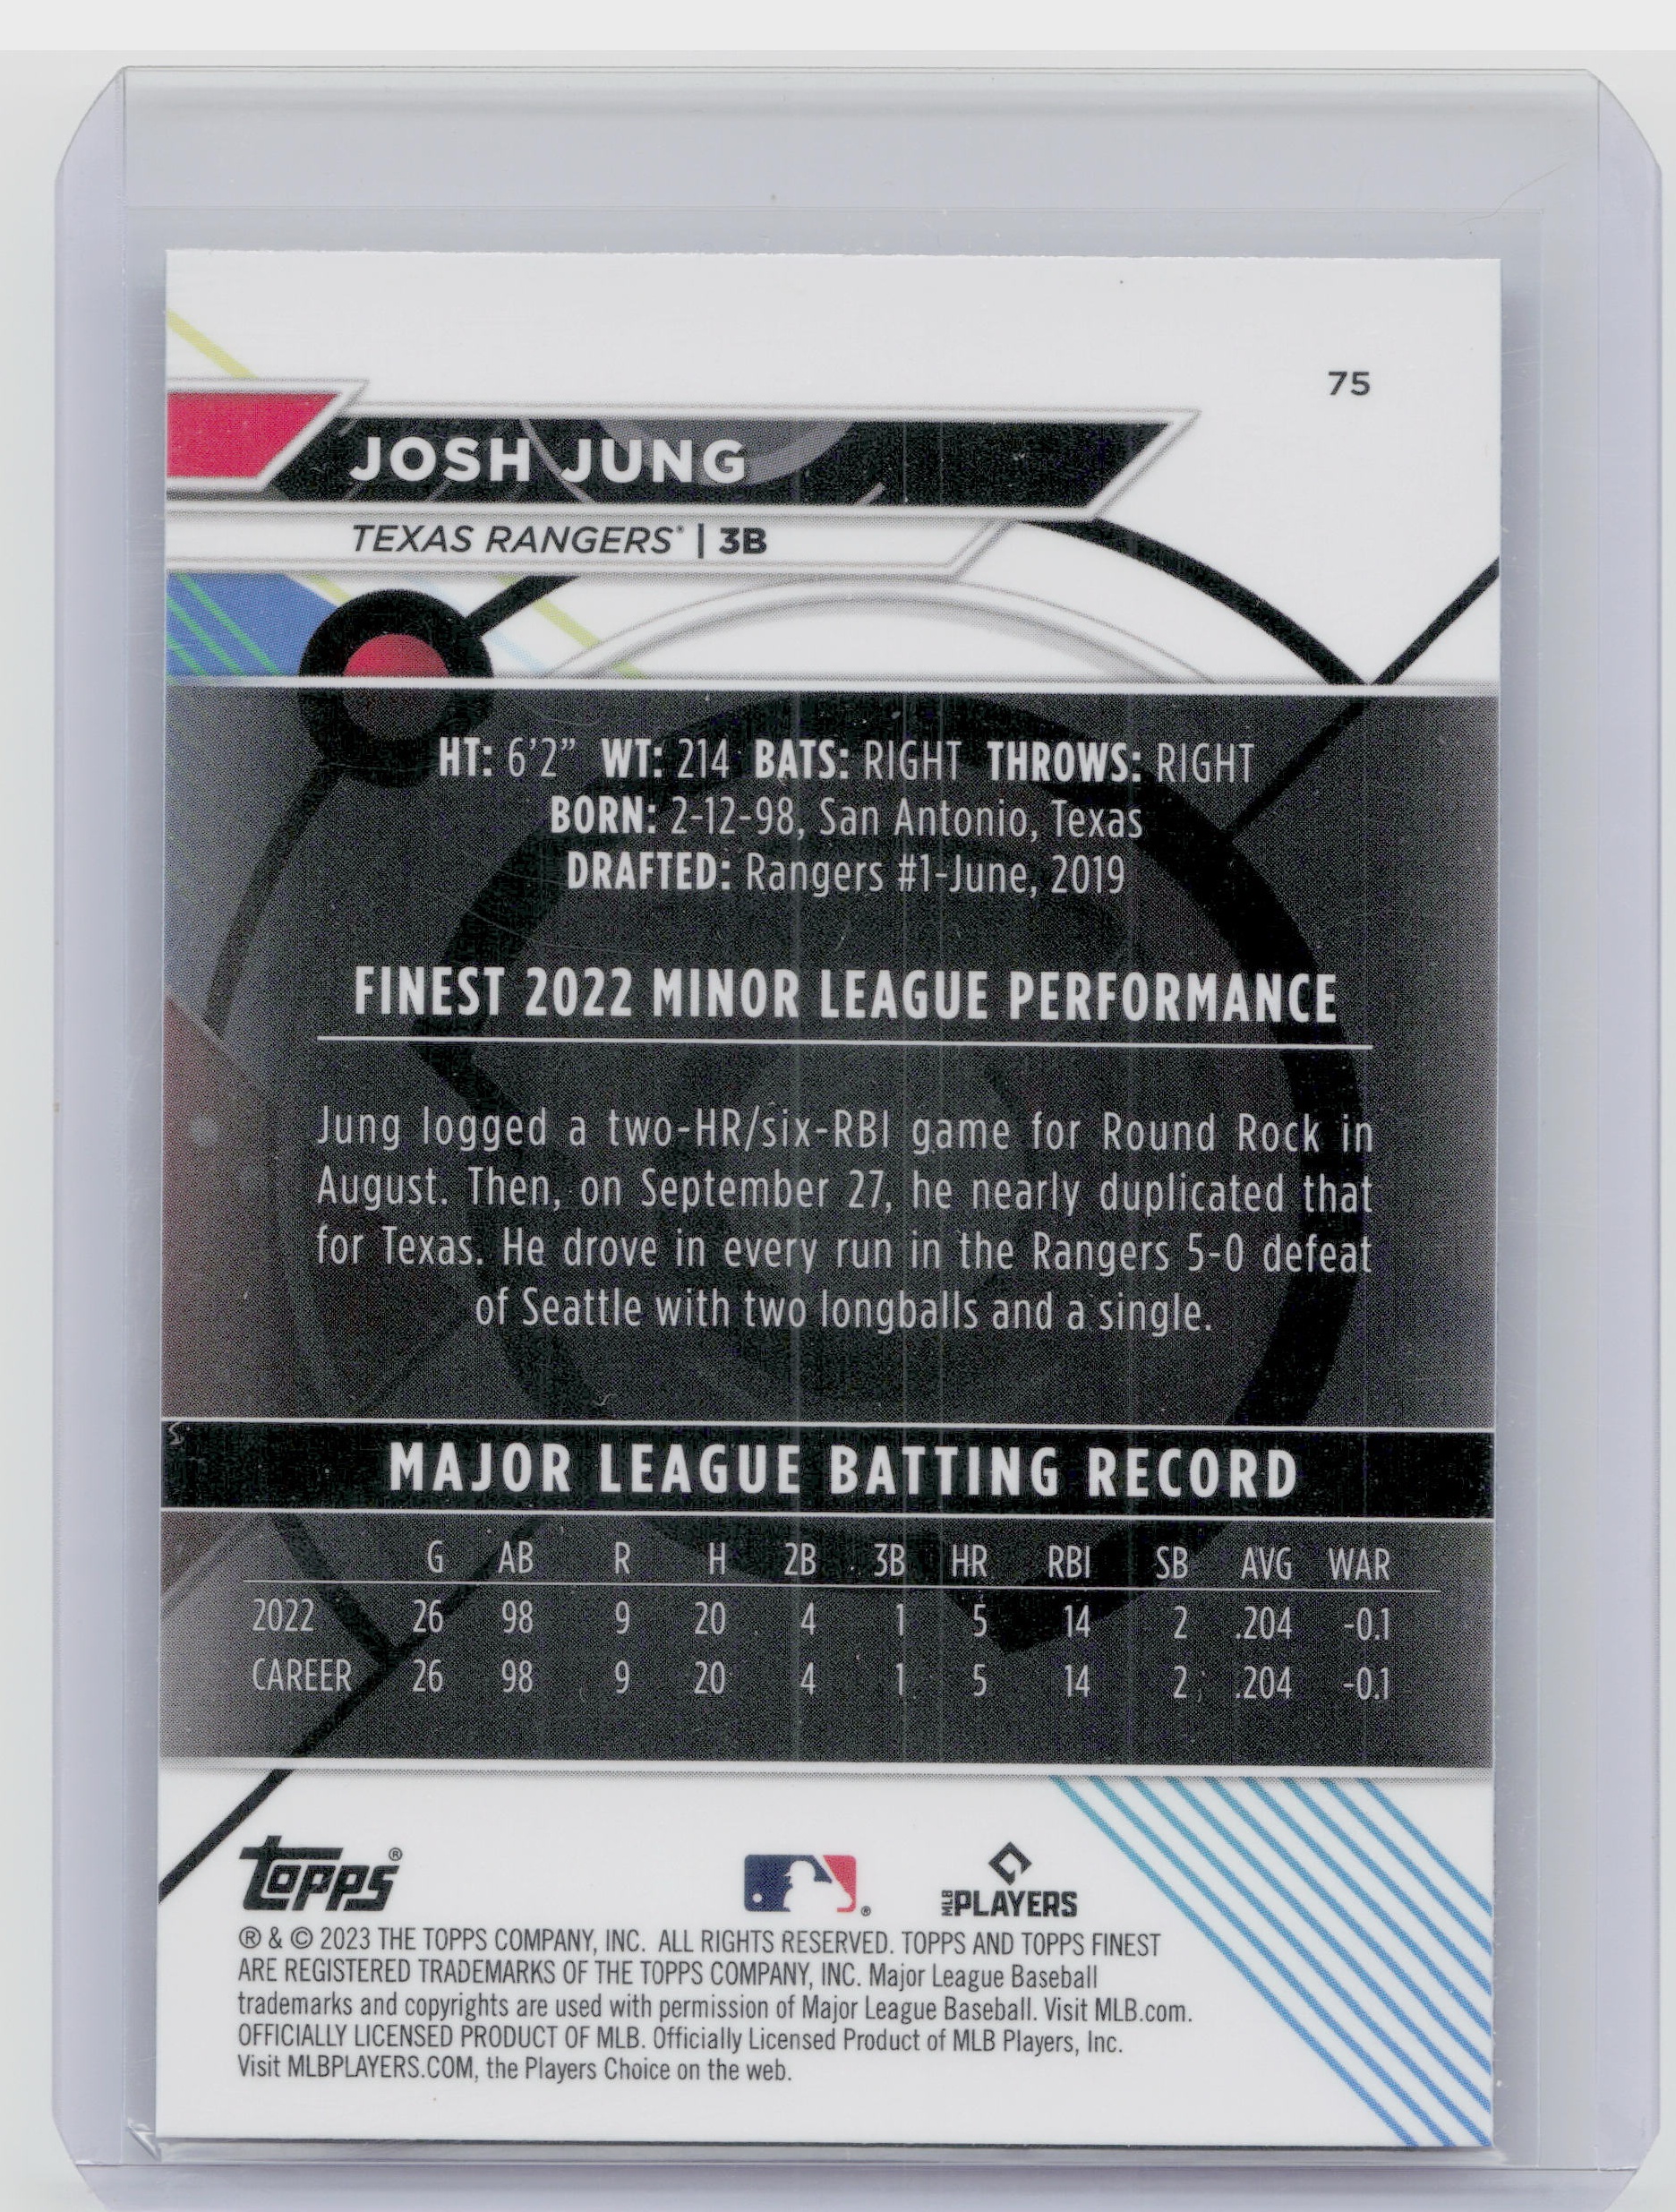 75
JOSH JUNG
TEXAS RANGERS® | 3B
HT: 6'2" WT: 214 BATS: RIGHT THROWS: RIGHT
BORN: 2-12-98, San Antonio, Texas
DRAFTED: Rangers #1-June, 2019
FINEST 2022 MINOR LEAGUE PERFORMANCE
Jung logged a two-HR/six-RBI game for Round Rock in
August. Then, on September 27, he nearly duplicated that
for Texas. He drove in every run in the Rangers 5-0 defeat
of Seattle with two longballs and a single.
MAJOR LEAGUE BATTING RECORD
G AB R H 2B 3B HR RBI SB AVG WAR
2022 26 98 9 20 4 1 5 14 2 .204 -0.1
CAREER 26 98 9 20 4 1 5 14 2 .204 -0.1
topps®
®
MLB PLAYERS
® & © 2023 THE TOPPS COMPANY, INC. ALL RIGHTS RESERVED. TOPPS AND TOPPS FINEST
ARE REGISTERED TRADEMARKS OF THE TOPPS COMPANY, INC. Major League Baseball
trademarks and copyrights are used with permission of Major League Baseball. Visit MLB.com.
OFFICIALLY LICENSED PRODUCT OF MLB. Officially Licensed Product of MLB Players, Inc.
Visit MLBPLAYERS.COM, the Players Choice on the web.